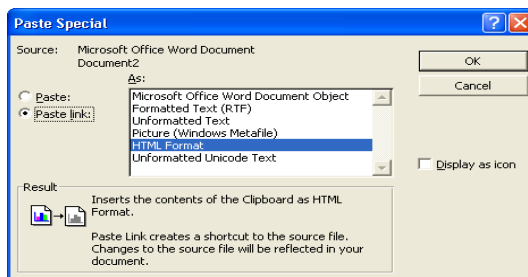 Paste Special
Source: Microsoft Office Word Document
Document2
As:
Paste:
Paste link:
Microsoft Office Word Document Object
Formatted Text (RTF)
Unformatted Text
Picture (Windows Metafile)
HTML Format
Unformatted Unicode Text
OK
Cancel
Display as icon
Result
Inserts the contents of the Clipboard as HTML
Format.
Paste Link creates a shortcut to the source file.
Changes to the source file will be reflected in your
document.